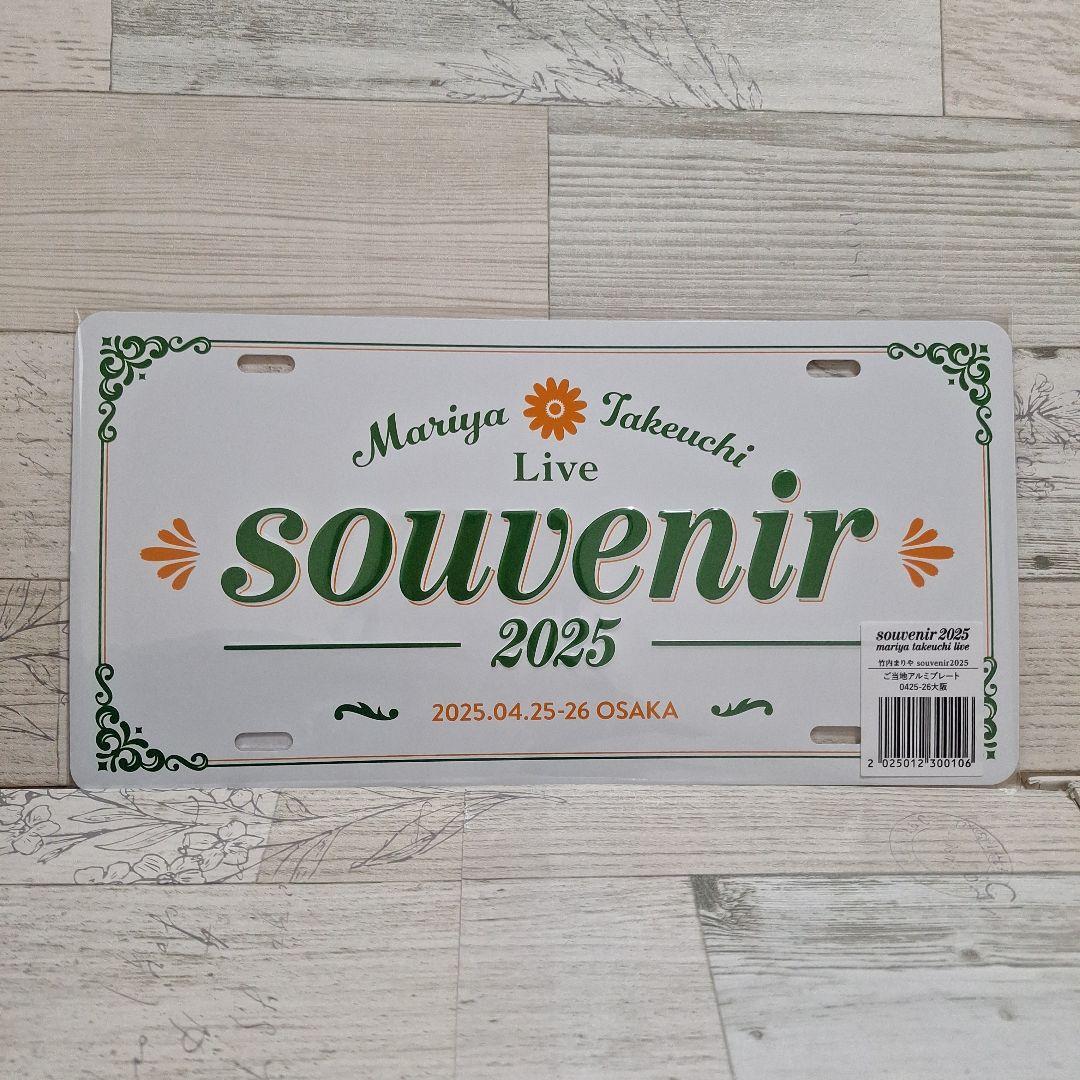 Mariya Takeuchi
Live
souvenir
2025
2025.04.25-26 OSAKA
souvenir 2025
mariya takeuchi live
竹内まりや souvenir2025
ご当地アルミプレート
0425-26大阪
2 025012 300106